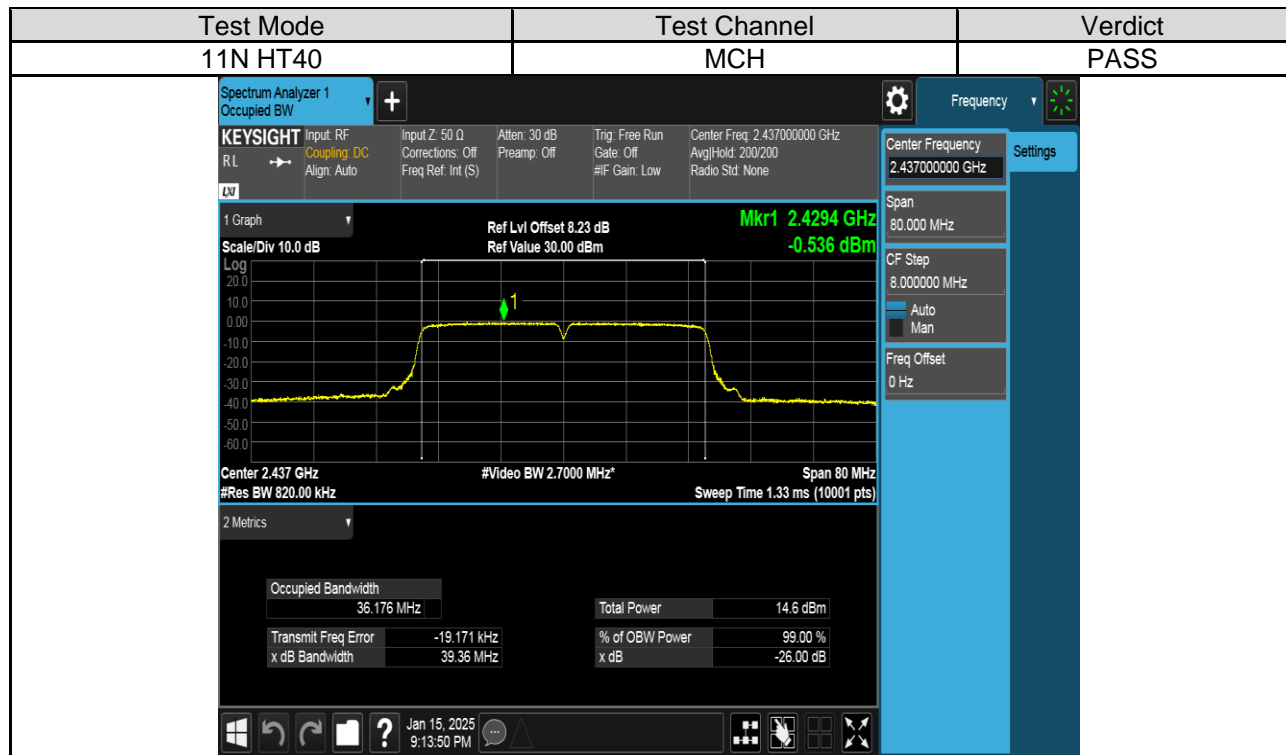 Test Mode Test Channel Verdict
11N HT40 MCH PASS
Spectrum Analyzer 1
Occupied BW
+
Frequency
KEYSIGHT
R L
LXI
Input: RF
Coupling: DC
Align: Auto
Input Z: 50 Ω
Corrections: Off
Freq Ref: Int (S)
Atten: 30 dB
Preamp: Off
Trig: Free Run
Gate: Off
#IF Gain: Low
Center Freq: 2.437000000 GHz
Avg|Hold: 200/200
Radio Std: None
Center Frequency
2.437000000 GHz
Settings
Span
80.000 MHz
CF Step
8.000000 MHz
Auto
Man
Freq Offset
0 Hz
1 Graph
Scale/Div 10.0 dB
Ref Lvl Offset 8.23 dB
Ref Value 30.00 dBm
Mkr1 2.4294 GHz
-0.536 dBm
Log
20.0
10.0
0.00
-10.0
-20.0
-30.0
-40.0
-50.0
-60.0
1
Center 2.437 GHz #Video BW 2.7000 MHz* Span 80 MHz
#Res BW 820.00 kHz Sweep Time 1.33 ms (10001 pts)
2 Metrics
Occupied Bandwidth
36.176 MHz
Total Power 14.6 dBm
Transmit Freq Error -19.171 kHz % of OBW Power 99.00 %
x dB Bandwidth 39.36 MHz x dB -26.00 dB
?
Jan 15, 2025
9:13:50 PM